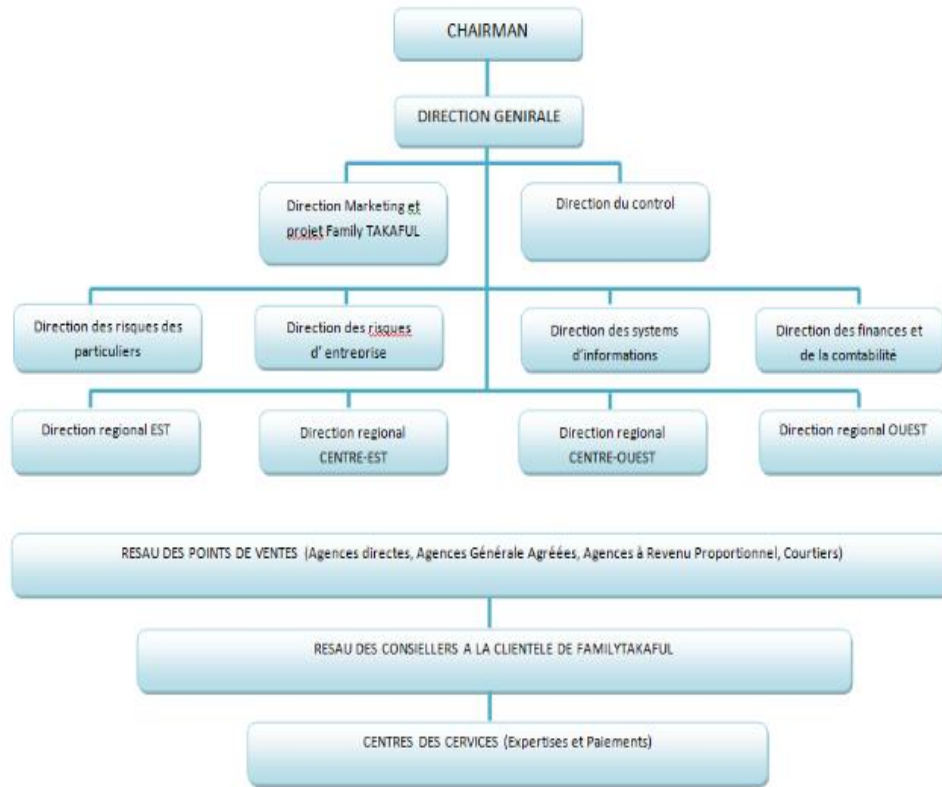 CHAIRMAN
DIRECTION GENIRALE
Direction Marketing et
projet Family TAKAFUL
Direction du control
Direction des risques des
particuliers
Direction des risques
d' entreprise
Direction des systems
d'informations
Direction des finances et
de la comtabilité
Direction regional EST
Direction regional
CENTRE-EST
Direction regional
CENTRE-OUEST
Direction regional OUEST
RESAU DES POINTS DE VENTES (Agences directes, Agences Générale Agréées, Agences à Revenu Proportionnel, Courtiers)
RESAU DES CONSIELLERS A LA CLIENTELE DE FAMILYTAKAFUL
CENTRES DES CERVICES (Expertises et Paiements)